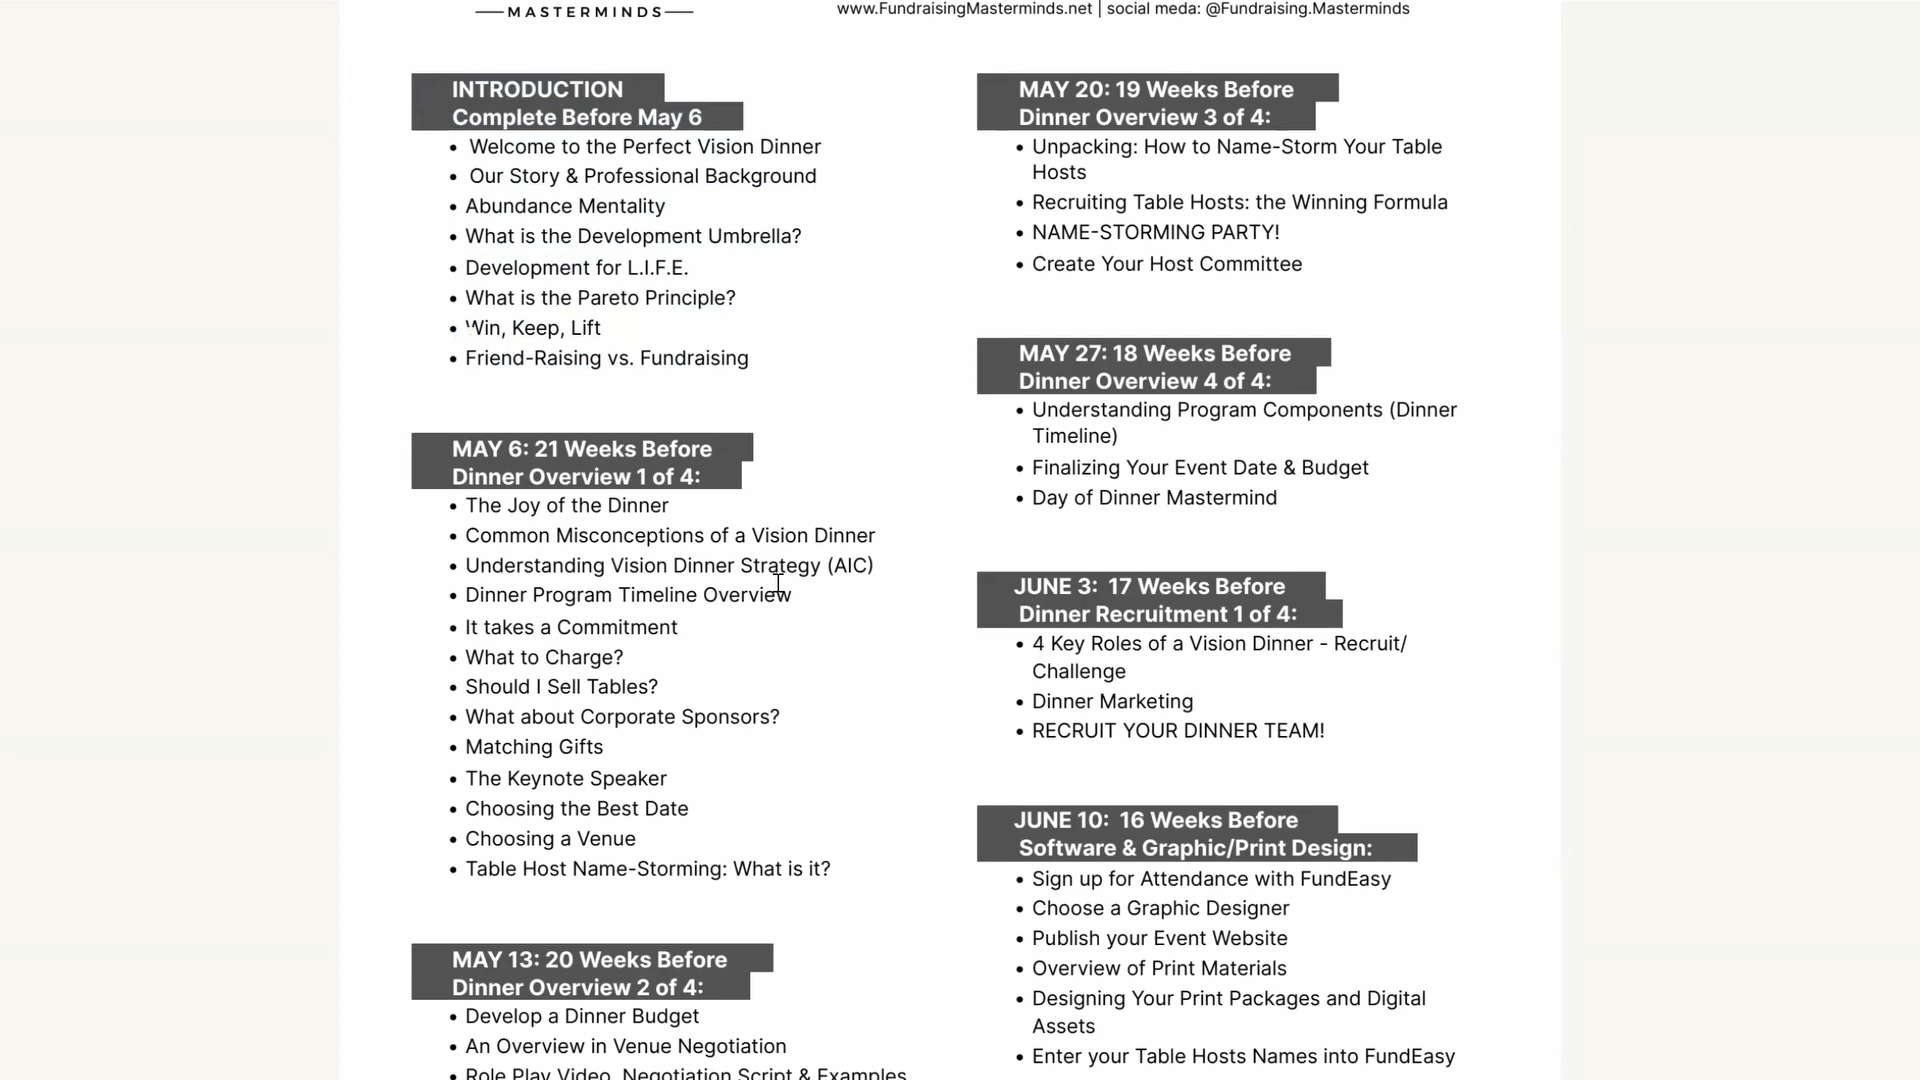 MASTERMINDS
www.FundraisingMasterminds.net | social meda: @Fundraising.Masterminds
INTRODUCTION
Complete Before May 6
• Welcome to the Perfect Vision Dinner
• Our Story & Professional Background
• Abundance Mentality
• What is the Development Umbrella?
• Development for L.I.F.E.
• What is the Pareto Principle?
• Win, Keep, Lift
• Friend-Raising vs. Fundraising
MAY 6: 21 Weeks Before
Dinner Overview 1 of 4:
• The Joy of the Dinner
• Common Misconceptions of a Vision Dinner
• Understanding Vision Dinner Strategy (AIC)
• Dinner Program Timeline Overview
• It takes a Commitment
• What to Charge?
• Should I Sell Tables?
• What about Corporate Sponsors?
• Matching Gifts
• The Keynote Speaker
• Choosing the Best Date
• Choosing a Venue
• Table Host Name-Storming: What is it?
MAY 13: 20 Weeks Before
Dinner Overview 2 of 4:
• Develop a Dinner Budget
• An Overview in Venue Negotiation
• Role Play Video, Negotiation Script & Examples
MAY 20: 19 Weeks Before
Dinner Overview 3 of 4:
• Unpacking: How to Name-Storm Your Table
Hosts
• Recruiting Table Hosts: the Winning Formula
• NAME-STORMING PARTY!
• Create Your Host Committee
MAY 27: 18 Weeks Before
Dinner Overview 4 of 4:
• Understanding Program Components (Dinner
Timeline)
• Finalizing Your Event Date & Budget
• Day of Dinner Mastermind
JUNE 3: 17 Weeks Before
Dinner Recruitment 1 of 4:
• 4 Key Roles of a Vision Dinner - Recruit/
Challenge
• Dinner Marketing
• RECRUIT YOUR DINNER TEAM!
JUNE 10: 16 Weeks Before
Software & Graphic/Print Design:
• Sign up for Attendance with FundEasy
• Choose a Graphic Designer
• Publish your Event Website
• Overview of Print Materials
• Designing Your Print Packages and Digital
Assets
• Enter your Table Hosts Names into FundEasy